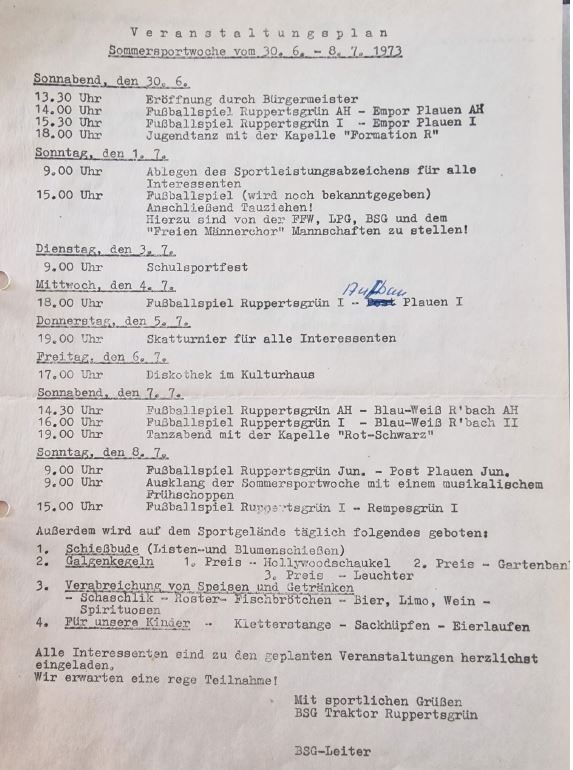 V e r a n s t a l t u n g s p l a n
Sommersportwoche vom 30. 6. - 8. 7. 1973
Sonnabend, den 30. 6.
13.30 Uhr Eröffnung durch Bürgermeister
14.00 Uhr Fußballspiel Ruppertsgrün AH - Empor Plauen AH
15.30 Uhr Fußballspiel Ruppertsgrün I - Empor Plauen I
18.00 Uhr Jugendtanz mit der Kapelle "Formation R"
Sonntag, den 1. 7.
9.00 Uhr Ablegen des Sportleistungsabzeichens für alle
Interessenten
15.00 Uhr Fußballspiel (wird noch bekanntgegeben)
Anschließend Tauziehen!
Hierzu sind von der FFW, LPG, BSG und dem
"Freien Männerchor" Mannschaften zu stellen!
Dienstag, den 3. 7.
9.00 Uhr Schulsportfest
Mittwoch, den 4. 7.
Aufbau
18.00 Uhr Fußballspiel Ruppertsgrün I - Plauen I
Donnerstag, den 5. 7.
19.00 Uhr Skatturnier für alle Interessenten
Freitag, den 6. 7.
17.00 Uhr Diskothek im Kulturhaus
Sonnabend, den 7. 7.
14.30 Uhr Fußballspiel Ruppertsgrün AH - Blau-Weiß R'bach AH
16.00 Uhr Fußballspiel Ruppertsgrün I - Blau-Weiß R'bach II
19.00 Uhr Tanzabend mit der Kapelle "Rot-Schwarz"
Sonntag, den 8. 7.
9.00 Uhr Fußballspiel Ruppertsgrün Jun. - Post Plauen Jun.
9.00 Uhr Ausklang der Sommersportwoche mit einem musikalischem
Frühschoppen
15.00 Uhr Fußballspiel Ruppertsgrün I - Rempesgrün I
Außerdem wird auf dem Sportgelände täglich folgendes geboten:
1. Schießbude (Listen-und Blumenschießen)
2. Galgenkegeln 1. Preis - Hollywoodschaukel 2. Preis - Gartenban
3. Preis - Leuchter
3. Verabreichung von Speisen und Getränken
- Schaschlik - Roster- Fischbrötchen - Bier, Limo, Wein -
Spirituosen
4. Für unsere Kinder - Kletterstange - Sackhüpfen - Eierlaufen
Alle Interessenten sind zu den geplanten Veranstaltungen herzlichst
eingeladen.
Wir erwarten eine rege Teilnahme!
Mit sportlichen Grüßen
BSG Traktor Ruppertsgrün
BSG-Leiter